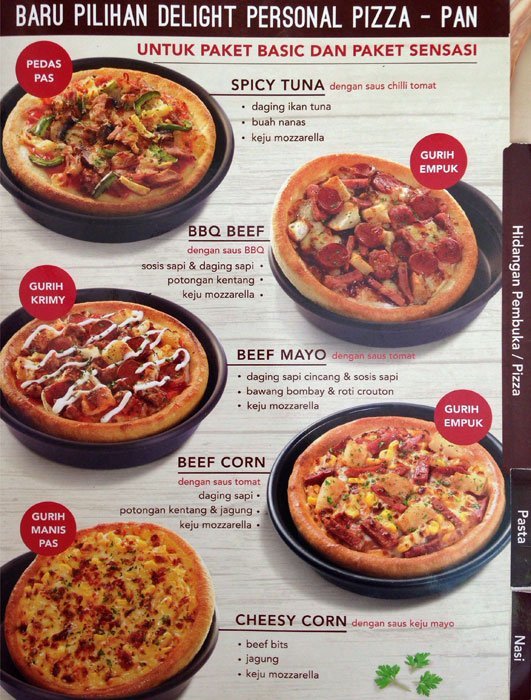 BARU PILIHAN DELIGHT PERSONAL PIZZA - PAN
UNTUK PAKET BASIC DAN PAKET SENSASI
PEDAS
PAS
SPICY TUNA dengan saus chilli tomat
• daging ikan tuna
• buah nanas
• keju mozzarella
GURIH
EMPUK
BBQ BEEF
dengan saus BBQ
sosis sapi & daging sapi •
potongan kentang •
keju mozzarella •
GURIH
KRIMY
BEEF MAYO dengan saus tomat
• daging sapi cincang & sosis sapi
• bawang bombay & roti crouton
• keju mozzarella
GURIH
EMPUK
BEEF CORN
dengan saus tomat
daging sapi •
potongan kentang & jagung •
keju mozzarella •
GURIH
MANIS
PAS
CHEESY CORN dengan saus keju mayo
• beef bits
• jagung
• keju mozzarella
Hidangan Pembuka / Pizza
Pasta
Nasi